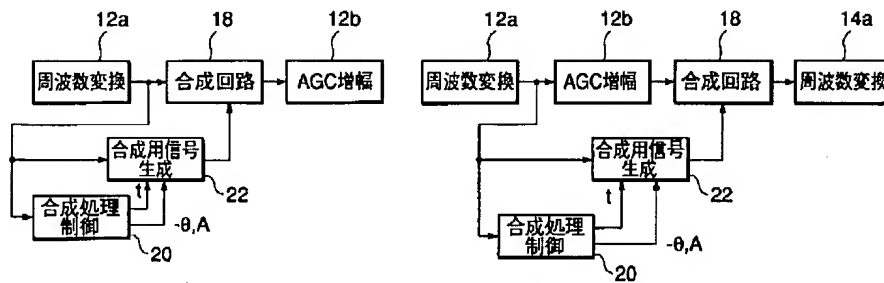 12a
18
12b
周波数変換
合成回路
AGC増幅
合成用信号
生成
t
22
合成処理
制御
-θ,A
20
12a
12b
18
14a
周波数変換
AGC増幅
合成回路
周波数変換
合成用信号
生成
t
22
合成処理
制御
-θ,A
20